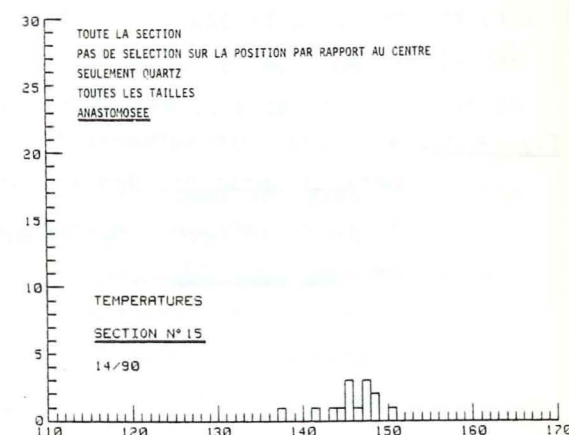 30
TOUTE LA SECTION
PAS DE SELECTION SUR LA POSITION PAR RAPPORT AU CENTRE
SEULEMENT QUARTZ
25
TOUTES LES TAILLES
ANASTOMOSEE
20
15
10
TEMPERATURES
SECTION N° 15
5
14/90
0
110 120 130 140 150 160 170